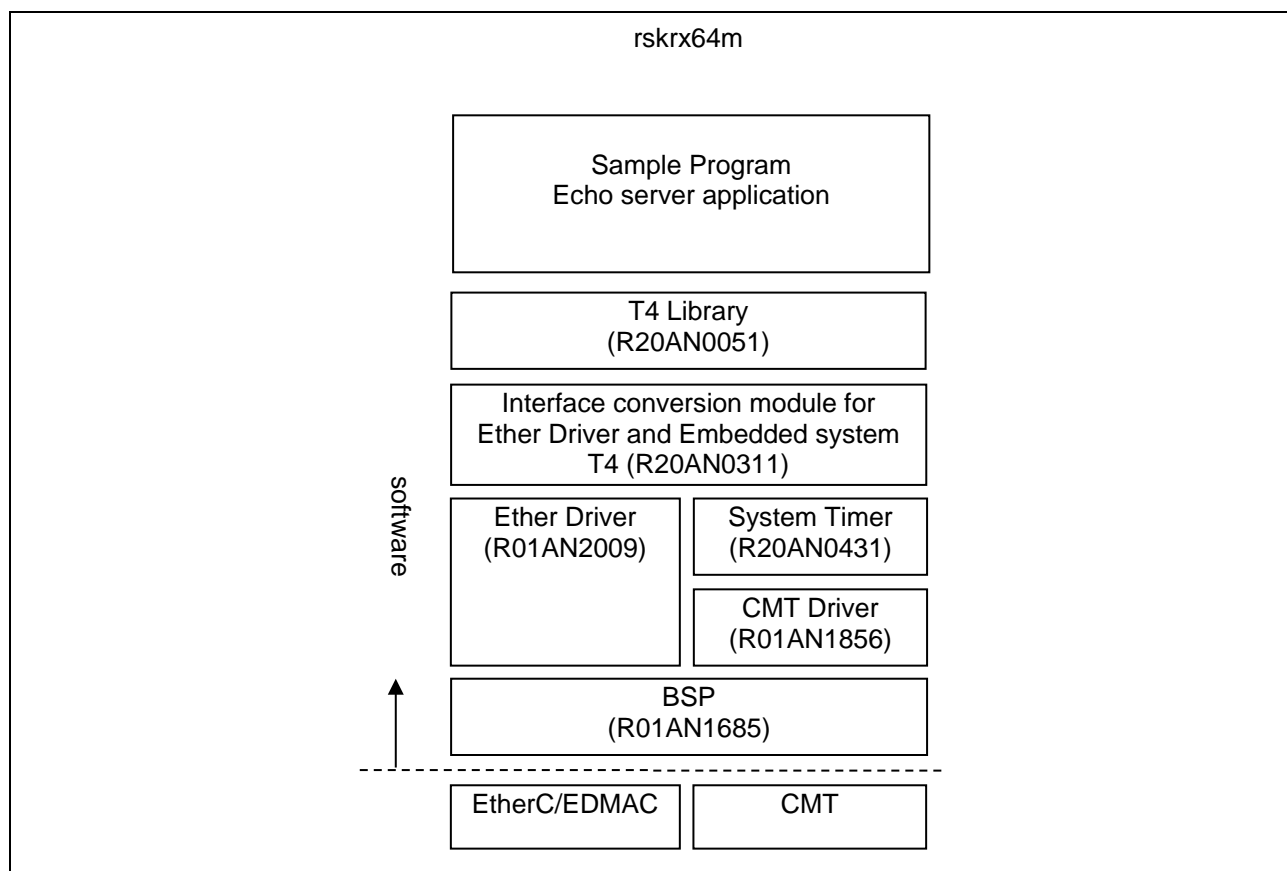 rskrx64m
Sample Program
Echo server application
T4 Library
(R20AN0051)
Interface conversion module for
Ether Driver and Embedded system
T4 (R20AN0311)
software
Ether Driver
(R01AN2009)
System Timer
(R20AN0431)
CMT Driver
(R01AN1856)
BSP
(R01AN1685)
EtherC/EDMAC
CMT